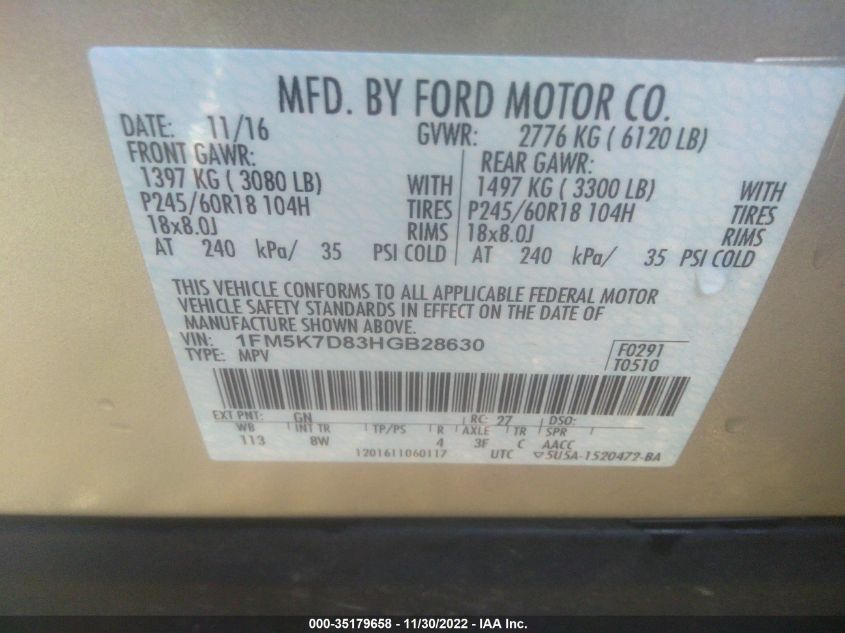 MFD. BY FORD MOTOR CO.
DATE: 11/16 GVWR: 2776 KG ( 6120 LB)
FRONT GAWR: REAR GAWR:
1397 KG ( 3080 LB) WITH 1497 KG ( 3300 LB) WITH
P245/60R18 104H TIRES P245/60R18 104H TIRES
18x8.0J RIMS 18x8.0J RIMS
AT 240 kPa/ 35 PSI COLD AT 240 kPa/ 35 PSI COLD
THIS VEHICLE CONFORMS TO ALL APPLICABLE FEDERAL MOTOR
VEHICLE SAFETY STANDARDS IN EFFECT ON THE DATE OF
MANUFACTURE SHOWN ABOVE.
VIN: 1FM5K7D83HGB28630 F0291
TYPE: MPV T0510
EXT PNT: GN RC: 27 DSO:
WB INT TR TP/PS R AXLE TR SPR
113 8W 4 3F C AACC
1201611060117 UTC ▽5U5A-1520472-BA
000-35179658 - 11/30/2022 - IAA Inc.